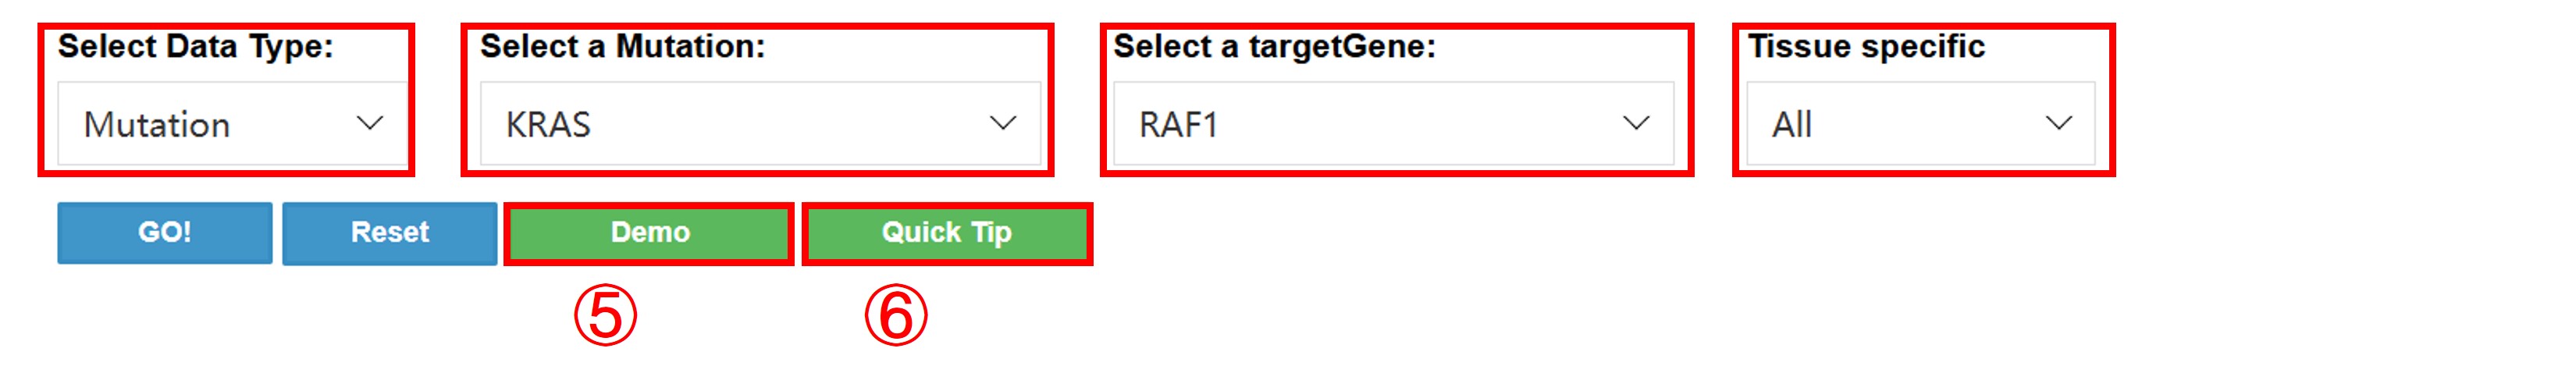 Select Data Type: Select a Mutation: Select a targetGene: Tissue specific
Mutation KRAS RAF1 All
GO! Reset Demo Quick Tip
⑤ ⑥